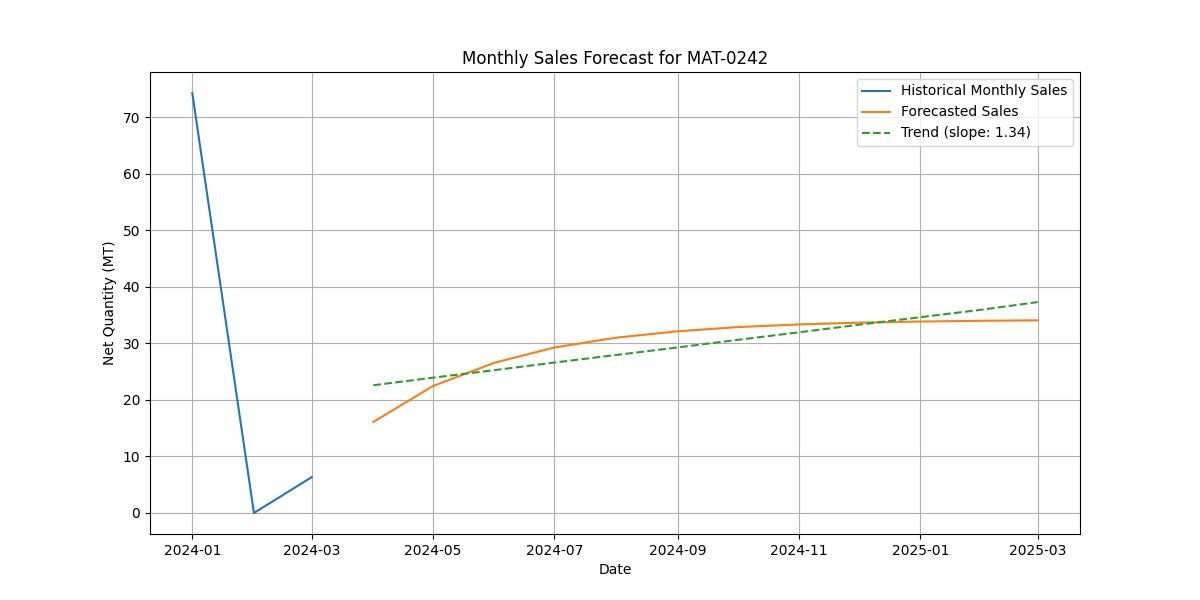 Monthly Sales Forecast for MAT-0242
Historical Monthly Sales
Forecasted Sales
Trend (slope: 1.34)
Net Quantity (MT)
70
60
50
40
30
20
10
0
2024-01 2024-03 2024-05 2024-07 2024-09 2024-11 2025-01 2025-03
Date